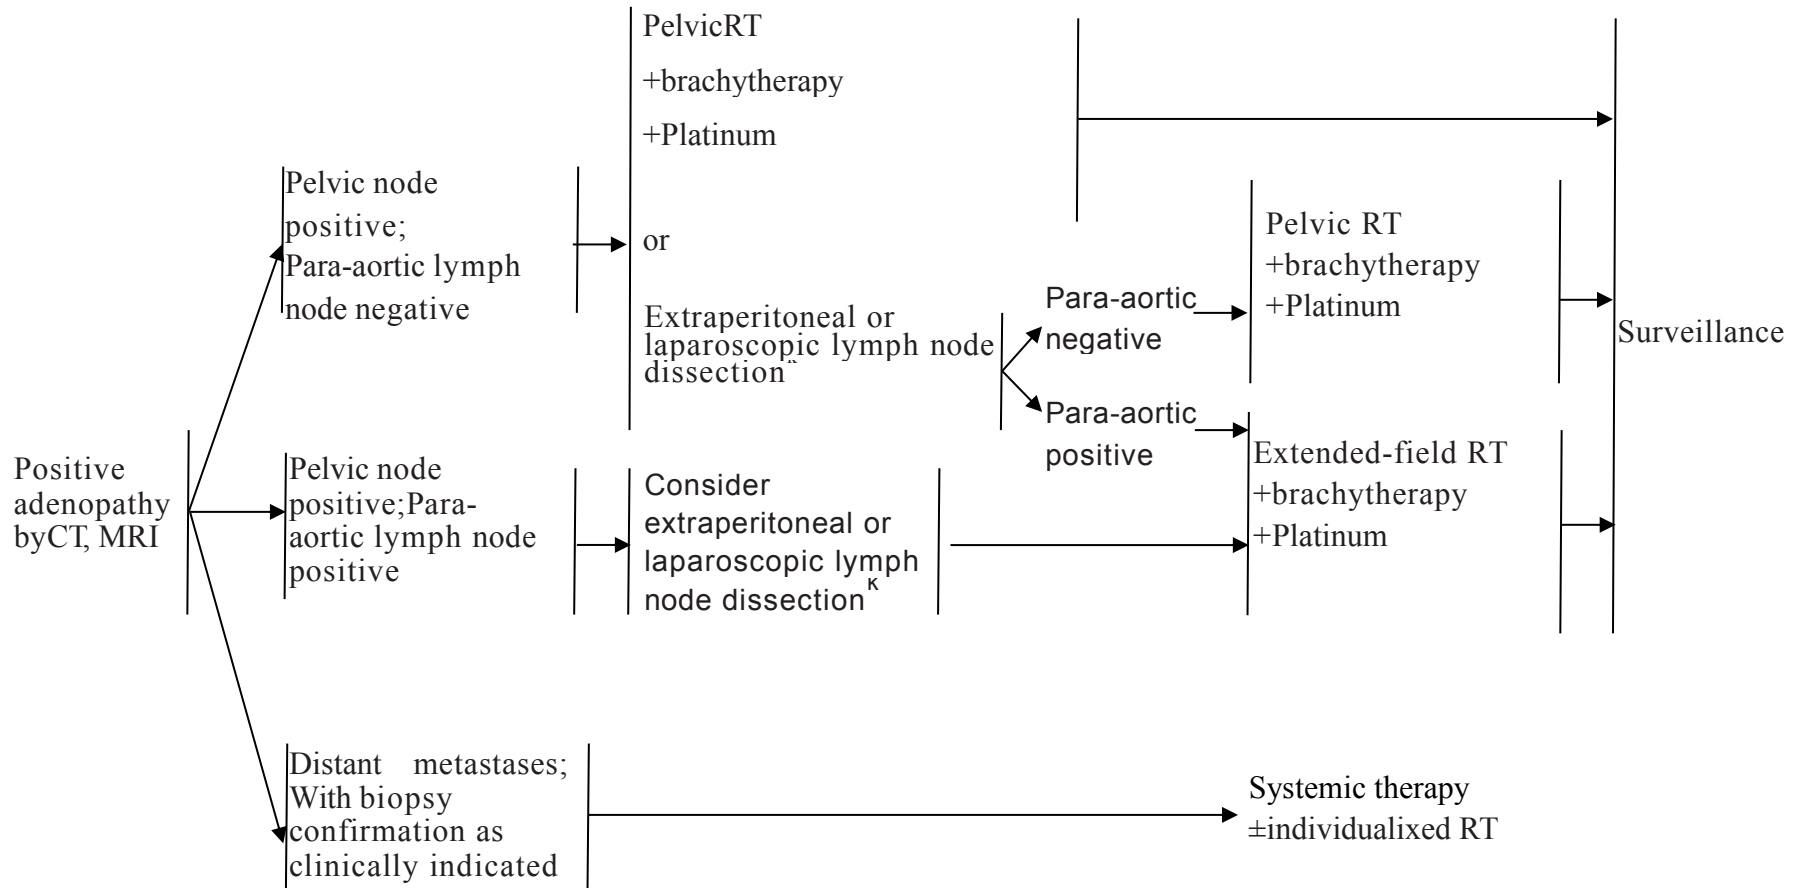 PelvicRT
+brachytherapy
+Platinum
or
Extraperitoneal or
laparoscopic lymph node
dissection
Pelvic node
positive;
Para-aortic lymph
node negative
Para-aortic
negative
Para-aortic
positive
Pelvic RT
+brachytherapy
+Platinum
Surveillance
Positive
adenopathy
byCT, MRI
Pelvic node
positive;Para-
aortic lymph node
positive
Consider
extraperitoneal or
laparoscopic lymph
node dissectionᴷ
Extended-field RT
+brachytherapy
+Platinum
Distant metastases;
With biopsy
confirmation as
clinically indicated
Systemic therapy
±individualixed RT